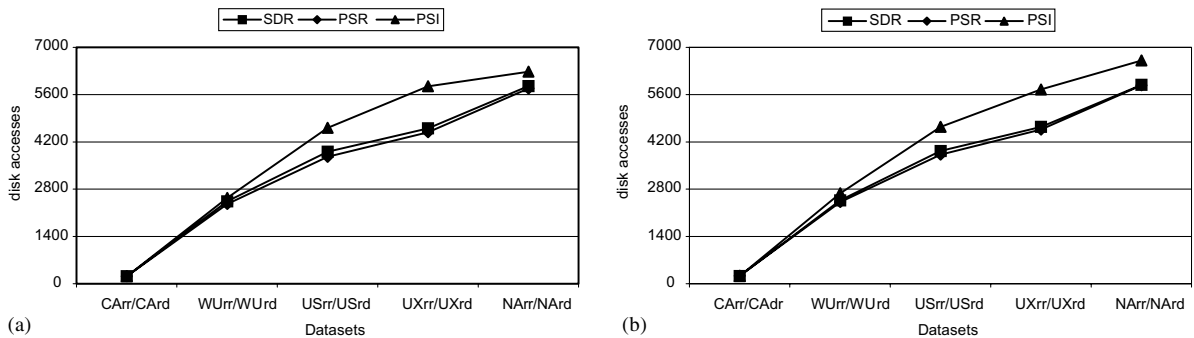 SDR PSR PSI
7000
5600
4200
2800
1400
0
disk accesses
CArr/CArd WUrr/WUrd USrr/USrd UXrr/UXrd NArr/NArd
Datasets
(a)
SDR PSR PSI
7000
5600
4200
2800
1400
0
disk accesses
CArr/CAdr WUrr/WUrd USrr/USrd UXrr/UXrd NArr/NArd
Datasets
(b)